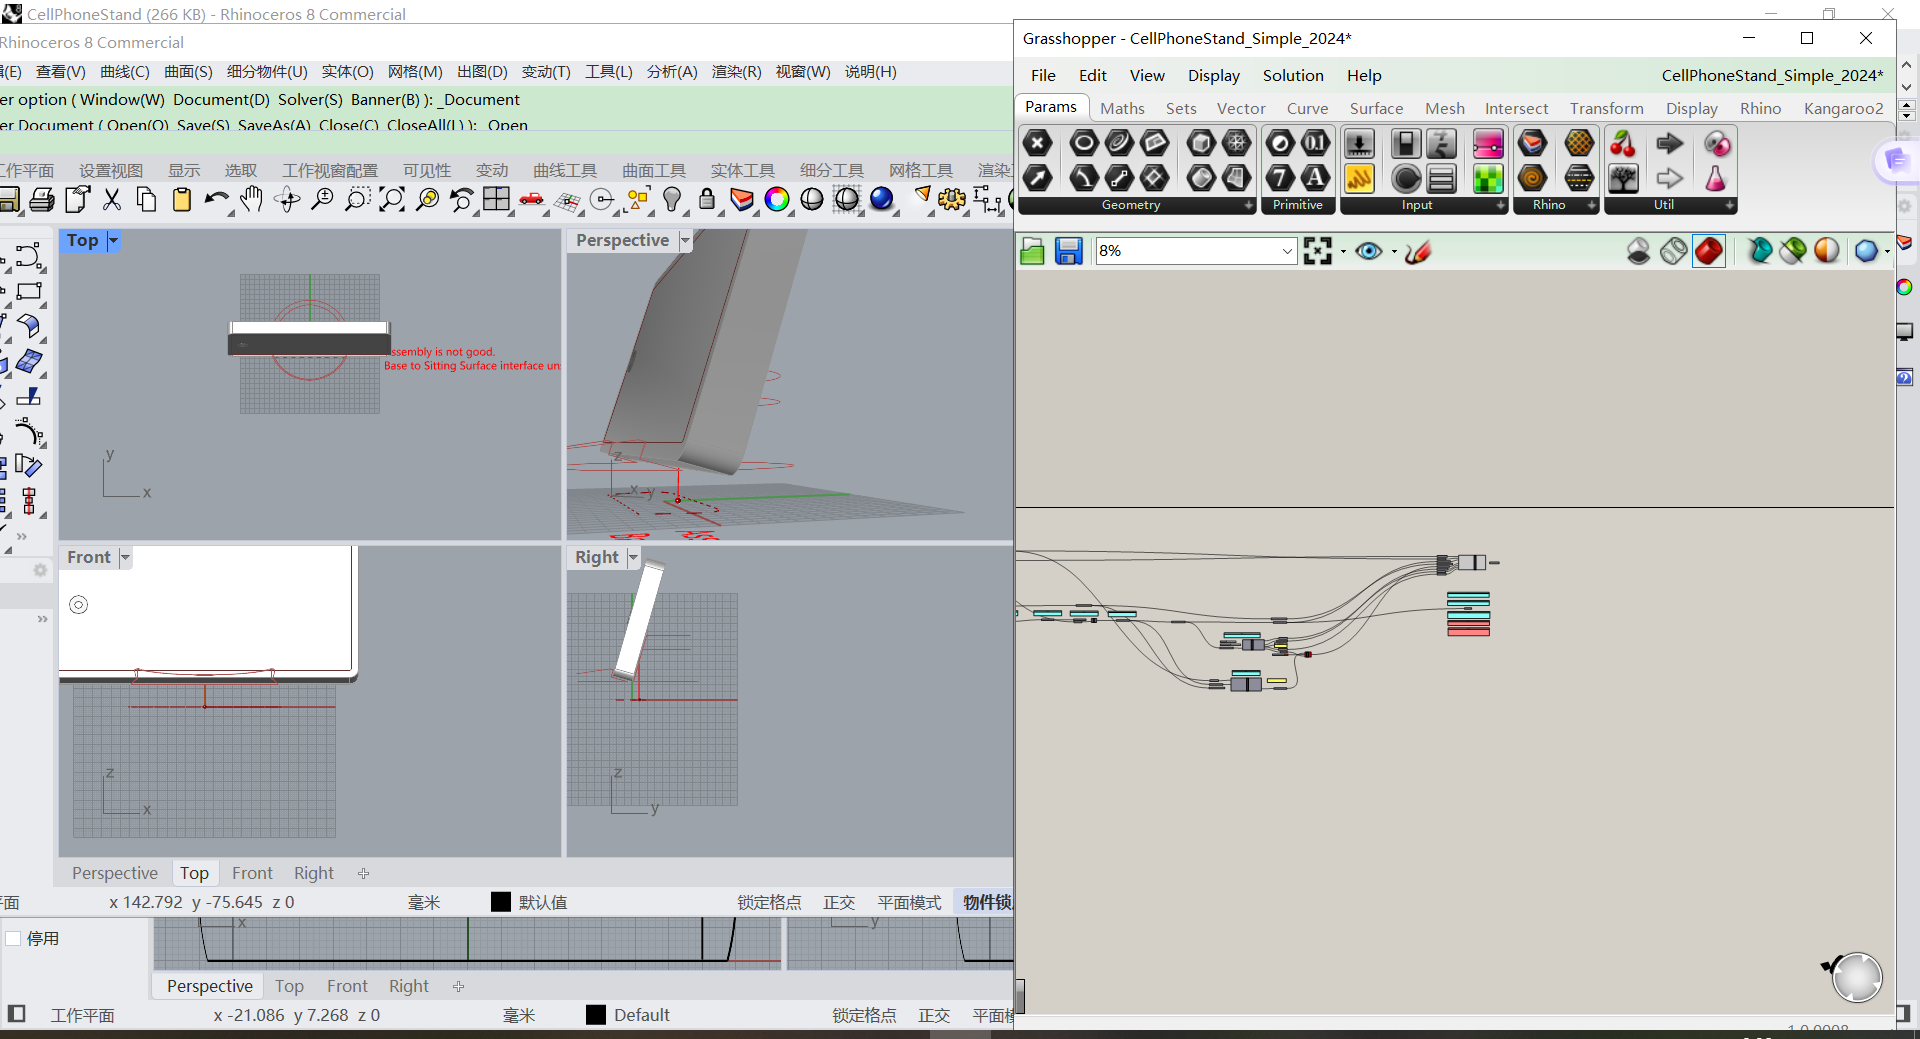 CellPhoneStand (266 KB) - Rhinoceros 8 Commercial
Rhinoceros 8 Commercial
(E) 查看(V) 曲线(C) 曲面(S) 细分物件(U) 实体(O) 网格(M) 出图(D) 变动(T) 工具(L) 分析(A) 渲染(R) 视窗(W) 说明(H)
er option ( Window(W) Document(D) Solver(S) Banner(B) ): _Document
er Document ( Open(O) Save(S) SaveAs(A) Close(C) CloseAll(L) ): _Open
工作平面 设置视图 显示 选取 工作视窗配置 可见性 变动 曲线工具 曲面工具 实体工具 细分工具 网格工具 渲染
Top
Perspective
ssembly is not good.
Base to Sitting Surface interface un
y
x
z
x
y
Front
Right
z
x
z
y
Perspective Top Front Right
平面 x 142.792 y -75.645 z 0 毫米 默认值 锁定格点 正交 平面模式 物件锁
x
y
停用
Perspective Top Front Right
工作平面 x -21.086 y 7.268 z 0 毫米 Default 锁定格点 正交 平面模
Grasshopper - CellPhoneStand_Simple_2024*
File Edit View Display Solution Help CellPhoneStand_Simple_2024*
Params Maths Sets Vector Curve Surface Mesh Intersect Transform Display Rhino Kangaroo2
Geometry Primitive Input Rhino Util
8%
1.0.0008